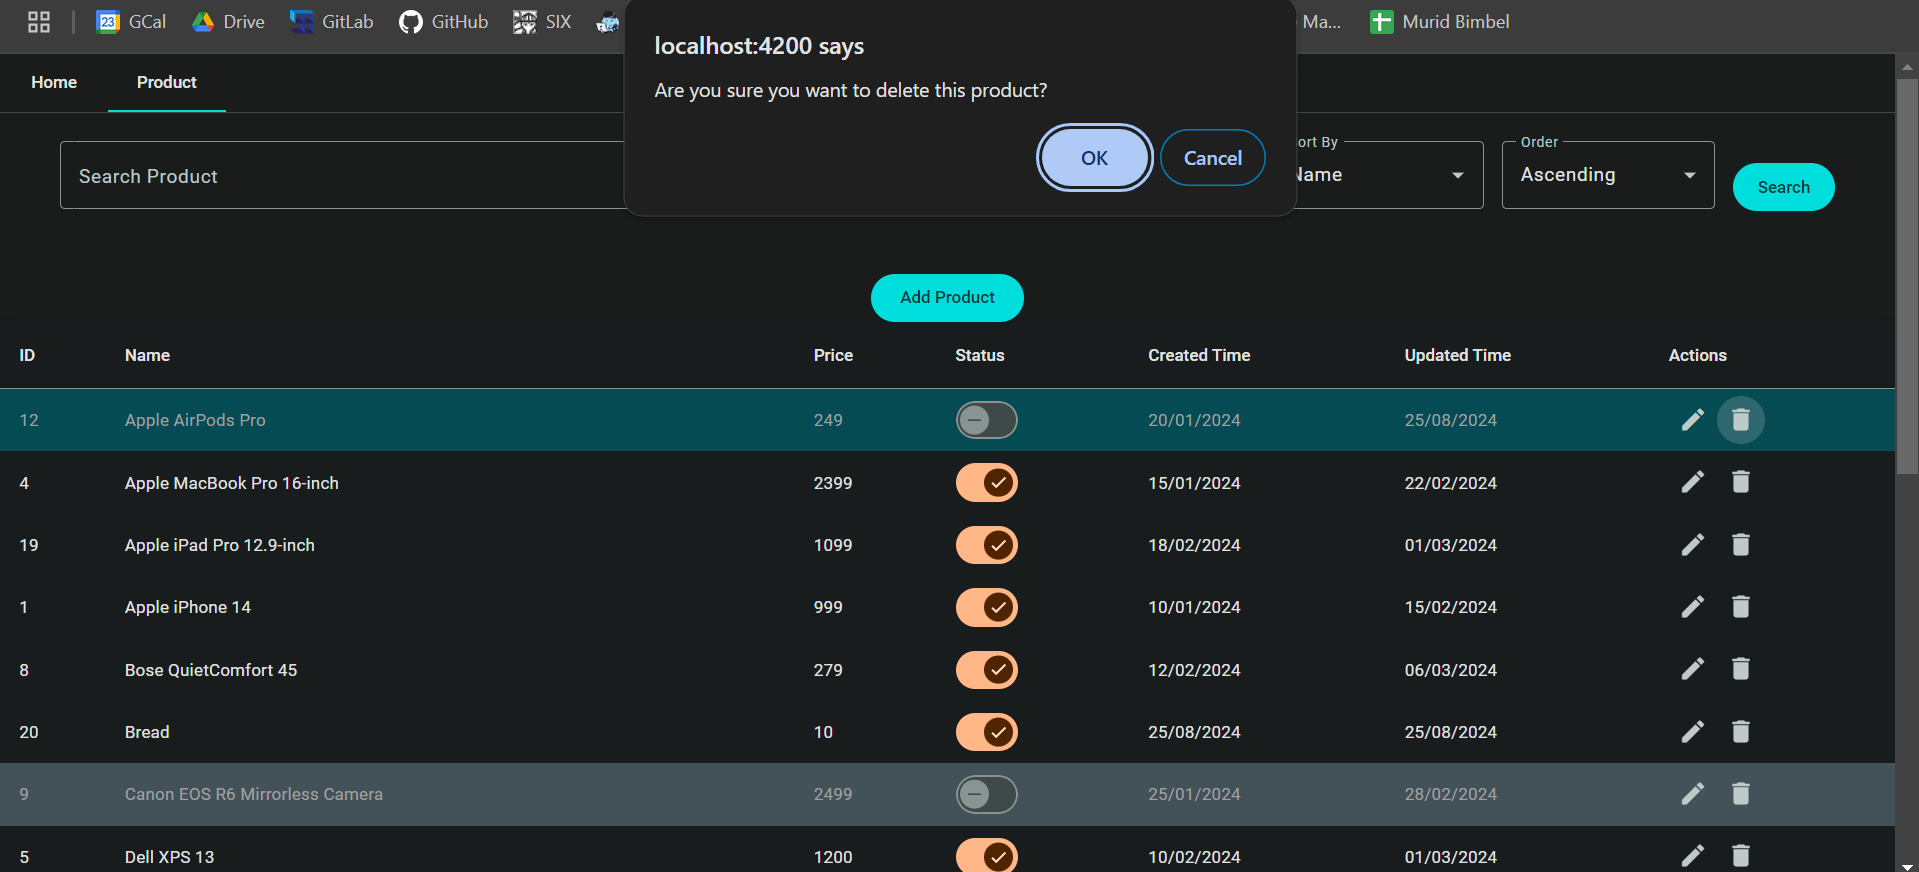 GCal Drive GitLab GitHub SIX Ma... Murid Bimbel
localhost:4200 says
Are you sure you want to delete this product?
OK Cancel
Home Product
Search Product
ort By
Name
Order
Ascending
Search
Add Product
ID Name Price Status Created Time Updated Time Actions
12 Apple AirPods Pro 249 20/01/2024 25/08/2024
4 Apple MacBook Pro 16-inch 2399 15/01/2024 22/02/2024
19 Apple iPad Pro 12.9-inch 1099 18/02/2024 01/03/2024
1 Apple iPhone 14 999 10/01/2024 15/02/2024
8 Bose QuietComfort 45 279 12/02/2024 06/03/2024
20 Bread 10 25/08/2024 25/08/2024
9 Canon EOS R6 Mirrorless Camera 2499 25/01/2024 28/02/2024
5 Dell XPS 13 1200 10/02/2024 01/03/2024